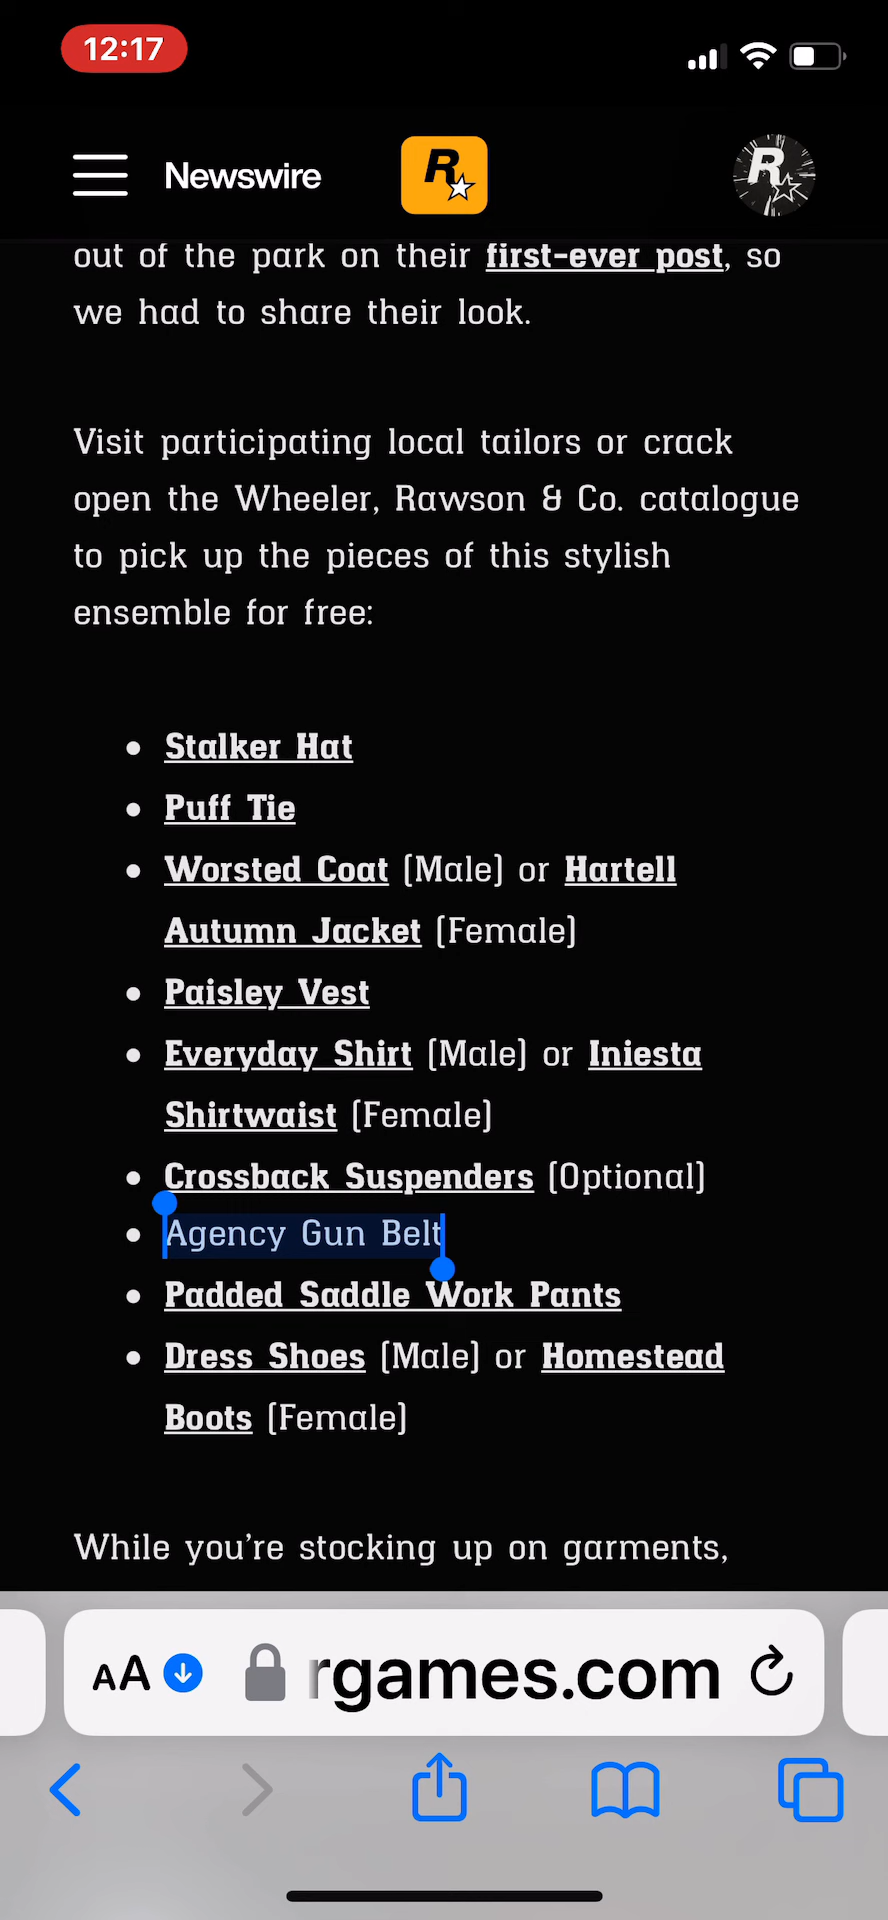 12:17
Newswire
R
R
out of the park on their first-ever post, so
we had to share their look.
Visit participating local tailors or crack
open the Wheeler, Rawson & Co. catalogue
to pick up the pieces of this stylish
ensemble for free:
• Stalker Hat
• Puff Tie
• Worsted Coat (Male) or Hartell
Autumn Jacket (Female)
• Paisley Vest
• Everyday Shirt (Male) or Iniesta
Shirtwaist (Female)
• Crossback Suspenders (Optional)
• Agency Gun Belt
• Padded Saddle Work Pants
• Dress Shoes (Male) or Homestead
Boots (Female)
While you’re stocking up on garments,
AA rgames.com